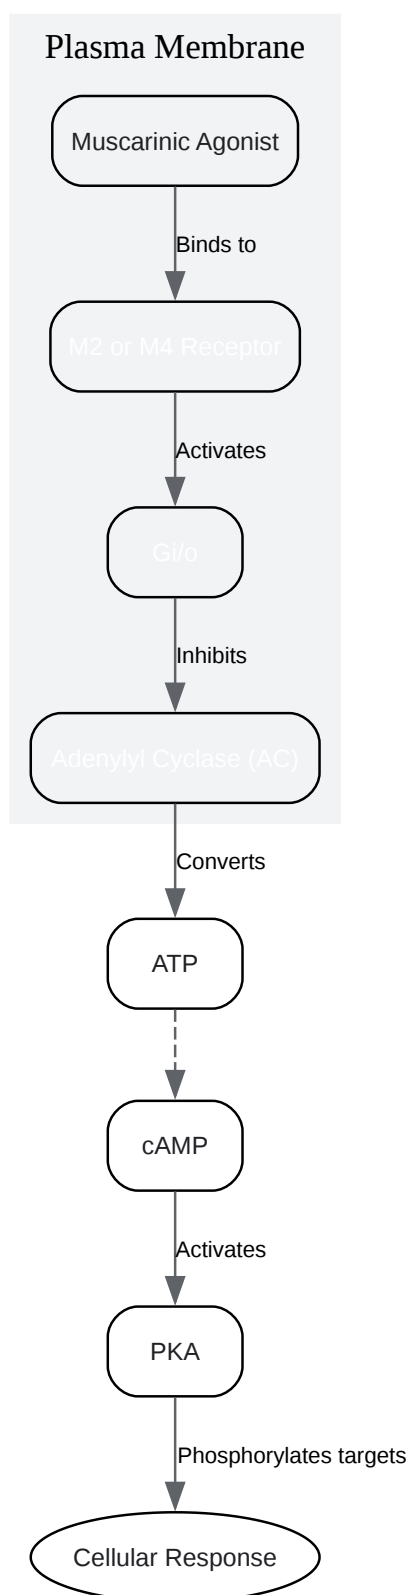 Plasma Membrane
Muscarinic Agonist
Binds to
M2 or M4 Receptor
Activates
Gi/o
Inhibits
Adenylyl Cyclase (AC)
Converts
ATP
cAMP
Activates
PKA
Phosphorylates targets
Cellular Response